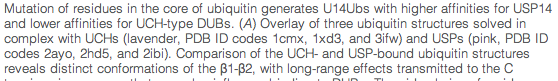 Mutation of residues in the core of ubiquitin generates U14Ubs with higher affinities for USP14
and lower affinities for UCH-type DUBs. (A) Overlay of three ubiquitin structures solved in
complex with UCHs (lavender, PDB ID codes 1cmx, 1xd3, and 3ifw) and USPs (pink, PDB ID
codes 2ayo, 2hd5, and 2ibi). Comparison of the UCH- and USP-bound ubiquitin structures
reveals distinct conformations of the β1-β2, with long-range effects transmitted to the C